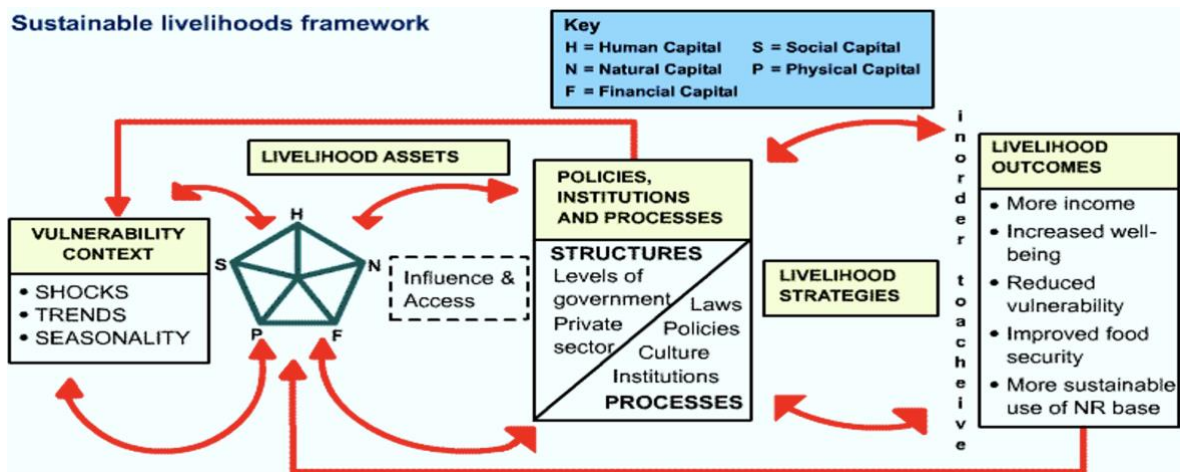 Sustainable livelihoods framework
Key
H = Human Capital S = Social Capital
N = Natural Capital P = Physical Capital
F = Financial Capital
LIVELIHOOD ASSETS
VULNERABILITY
CONTEXT
• SHOCKS
• TRENDS
• SEASONALITY
H
S
N
P
F
Influence &
Access
POLICIES,
INSTITUTIONS
AND PROCESSES
STRUCTURES
Levels of
government
Private
sector
Laws
Policies
Culture
Institutions
PROCESSES
LIVELIHOOD
STRATEGIES
inorder toacheive
LIVELIHOOD
OUTCOMES
• More income
• Increased well-
being
• Reduced
vulnerability
• Improved food
security
• More sustainable
use of NR base